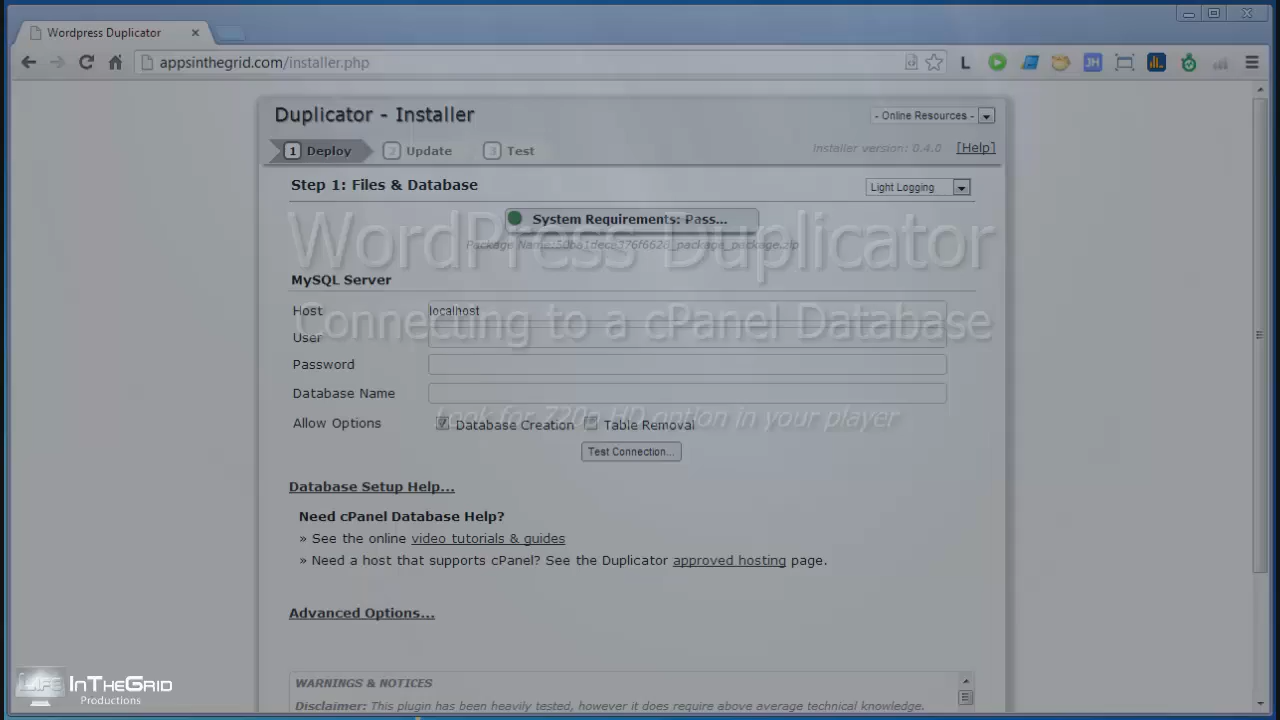 Wordpress Duplicator
appsinthegrid.com/installer.php
Duplicator - Installer
- Online Resources -
1 Deploy
2 Update
3 Test
Installer version: 0.4.0
[Help]
Step 1: Files & Database
Light Logging
System Requirements: Pass...
WordPress Duplicator
MySQL Server
Host
localhost
Connecting to a cPanel Database
User
Password
Database Name
Look for 720p HD option in your player
Allow Options
Database Creation
Table Removal
Test Connection...
Database Setup Help...
Need cPanel Database Help?
» See the online video tutorials & guides
» Need a host that supports cPanel? See the Duplicator approved hosting page.
Advanced Options...
WARNINGS & NOTICES
Disclaimer: This plugin has been heavily tested, however it does require above average technical knowledge.
LIFE INTHEGRID
Productions